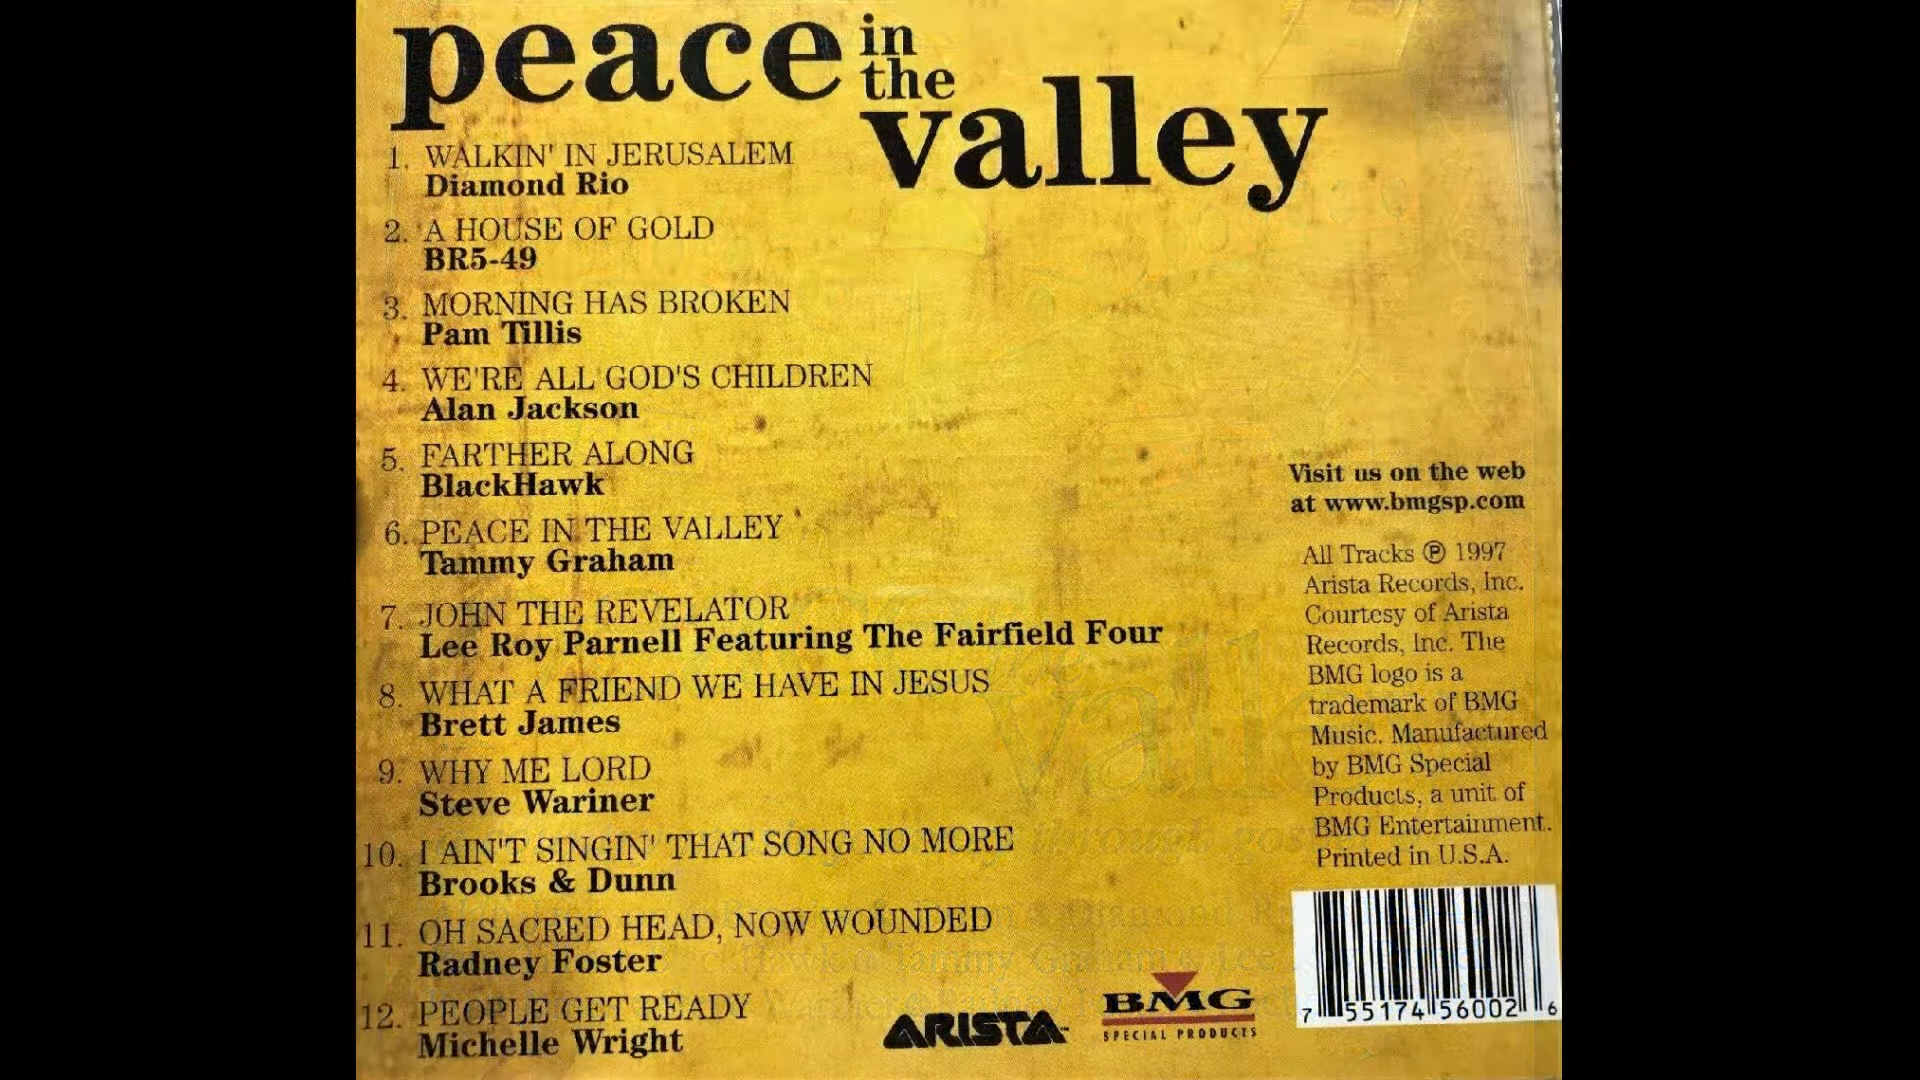 peace in the valley
1. WALKIN' IN JERUSALEM
Diamond Rio
2. A HOUSE OF GOLD
BR5-49
3. MORNING HAS BROKEN
Pam Tillis
4. WE'RE ALL GOD'S CHILDREN
Alan Jackson
5. FARTHER ALONG
BlackHawk
6. PEACE IN THE VALLEY
Tammy Graham
7. JOHN THE REVELATOR
Lee Roy Parnell Featuring The Fairfield Four
8. WHAT A FRIEND WE HAVE IN JESUS
Brett James
9. WHY ME LORD
Steve Wariner
10. I AIN'T SINGIN' THAT SONG NO MORE
Brooks & Dunn
11. OH SACRED HEAD, NOW WOUNDED
Radney Foster
12. PEOPLE GET READY
Michelle Wright
Visit us on the web
at www.bmgsp.com
All Tracks ℗ 1997
Arista Records, Inc.
Courtesy of Arista
Records, Inc. The
BMG logo is a
trademark of BMG
Music. Manufactured
by BMG Special
Products, a unit of
BMG Entertainment.
Printed in U.S.A.
ARISTA™
BMG
SPECIAL PRODUCTS
7 55174 56002 6